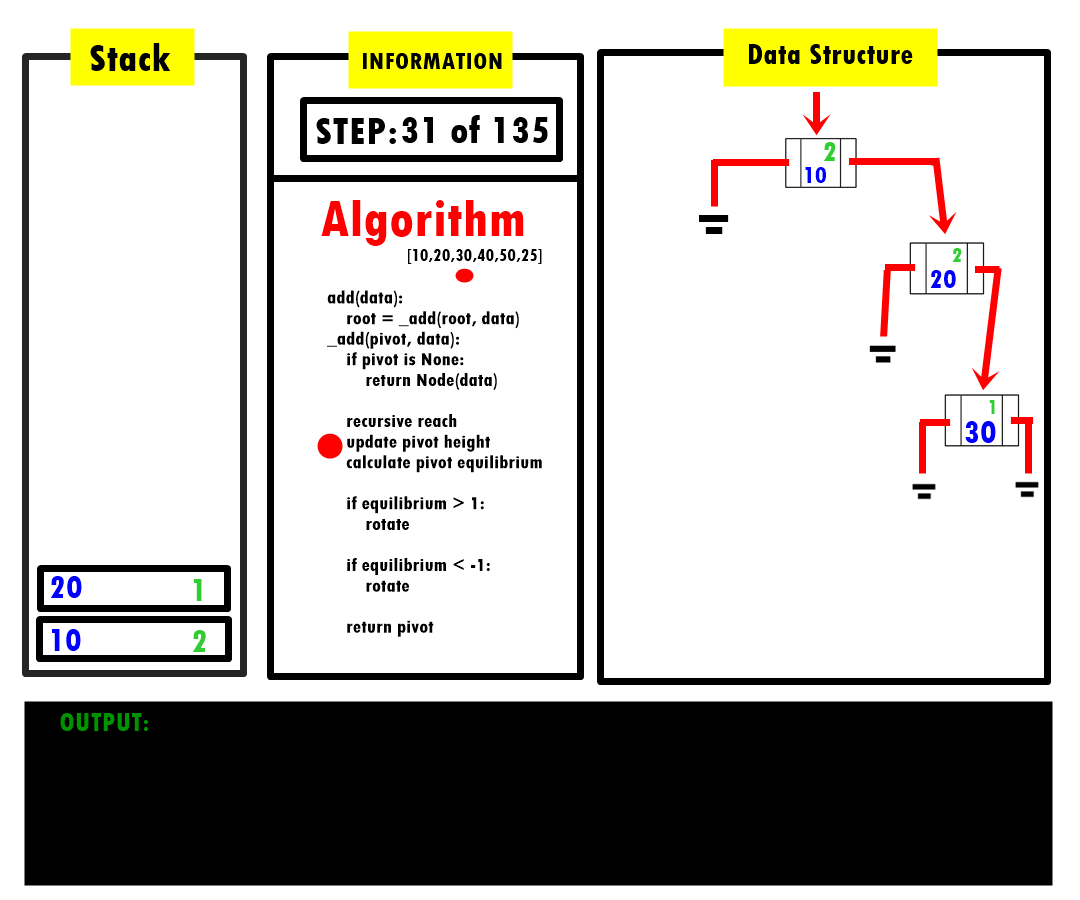 Stack
20 1
10 2
INFORMATION
STEP:31 of 135
Algorithm
[10,20,30,40,50,25]
add(data):
root = _add(root, data)
_add(pivot, data):
if pivot is None:
return Node(data)
recursive reach
update pivot height
calculate pivot equilibrium
if equilibrium > 1:
rotate
if equilibrium < -1:
rotate
return pivot
Data Structure
2
10
2
20
1
30
OUTPUT: